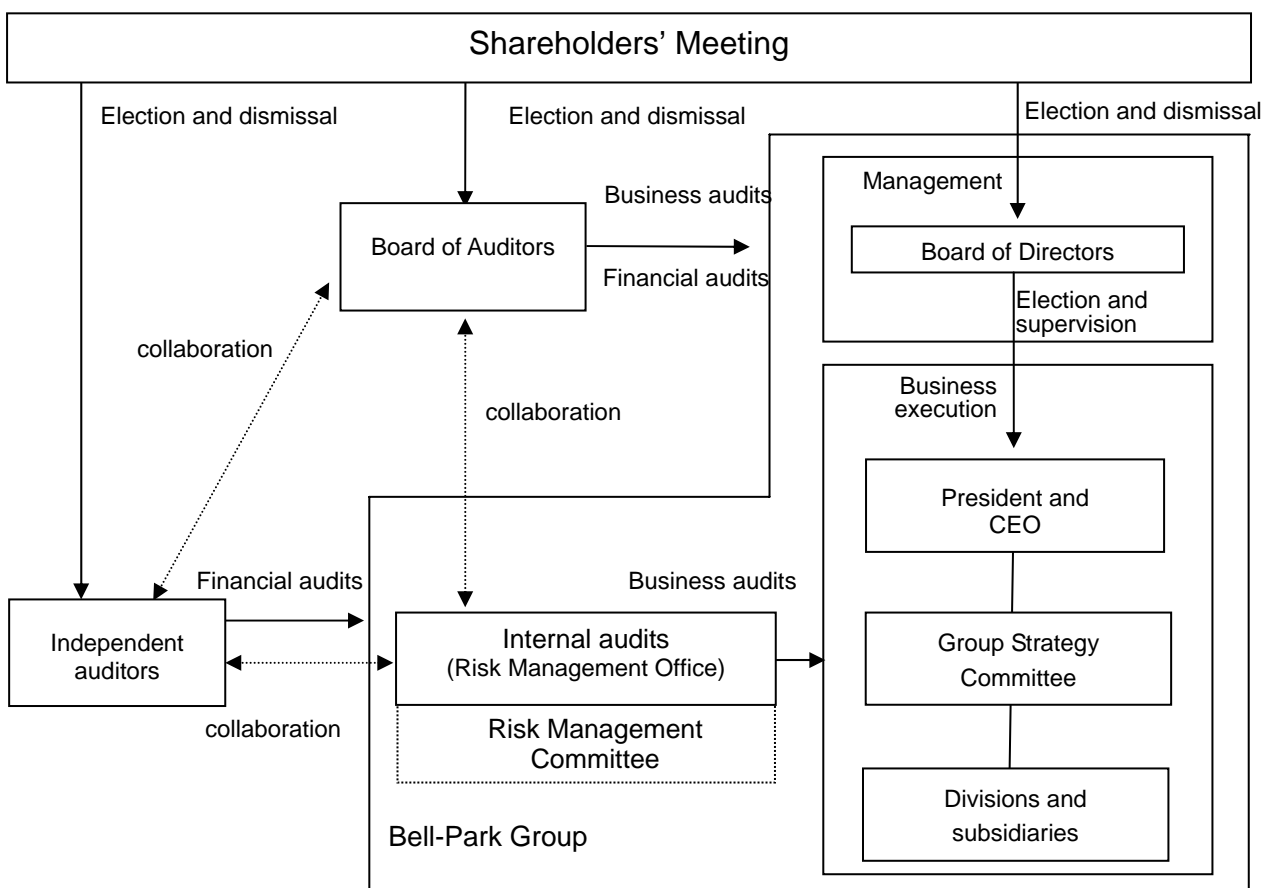 Shareholders’ Meeting
Election and dismissal
Election and dismissal
Election and dismissal
Management
Business audits
Board of Auditors
Board of Directors
Financial audits
Election and
supervision
collaboration
Business
execution
collaboration
President and
CEO
Financial audits
Business audits
Independent
auditors
Internal audits
(Risk Management Office)
Group Strategy
Committee
collaboration
Risk Management
Committee
Divisions and
subsidiaries
Bell-Park Group